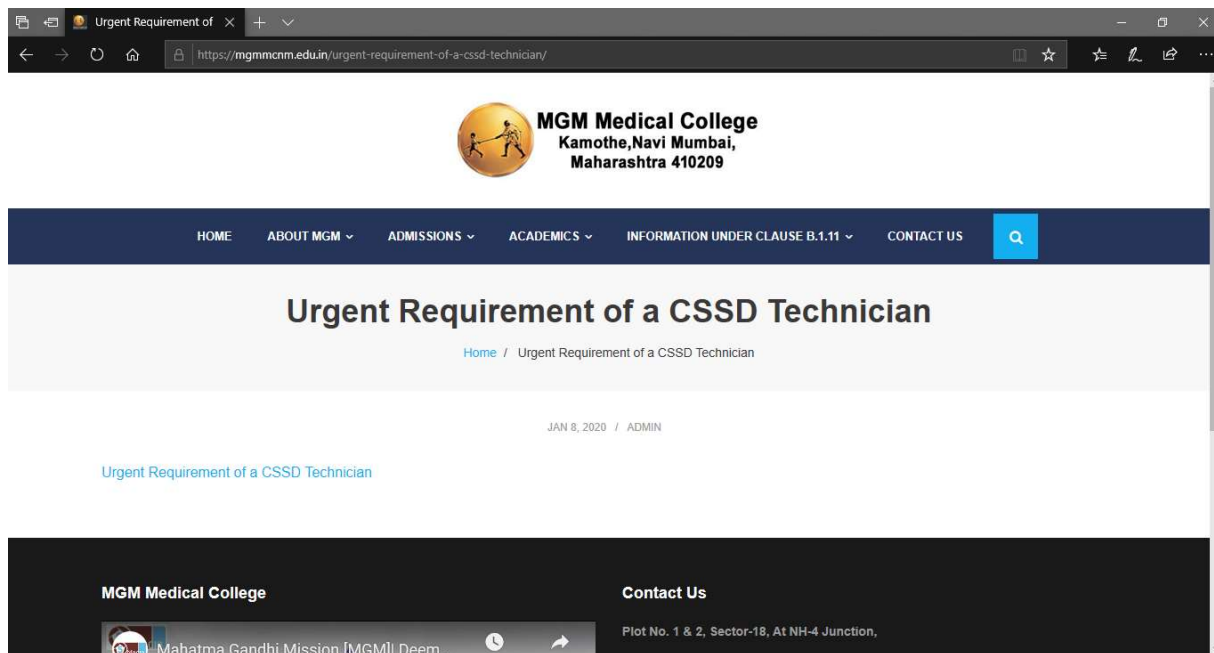 Urgent Requirement of
https://mgmmcnm.edu.in/urgent-requirement-of-a-cssd-technician/
MGM Medical College
Kamothe,Navi Mumbai,
Maharashtra 410209
HOME ABOUT MGM ADMISSIONS ACADEMICS INFORMATION UNDER CLAUSE B.1.11 CONTACT US
Urgent Requirement of a CSSD Technician
Home / Urgent Requirement of a CSSD Technician
JAN 8, 2020 / ADMIN
Urgent Requirement of a CSSD Technician
MGM Medical College
Contact Us
Mahatma Gandhi Mission [MGM]| Deem
Plot No. 1 & 2, Sector-18, At NH-4 Junction,